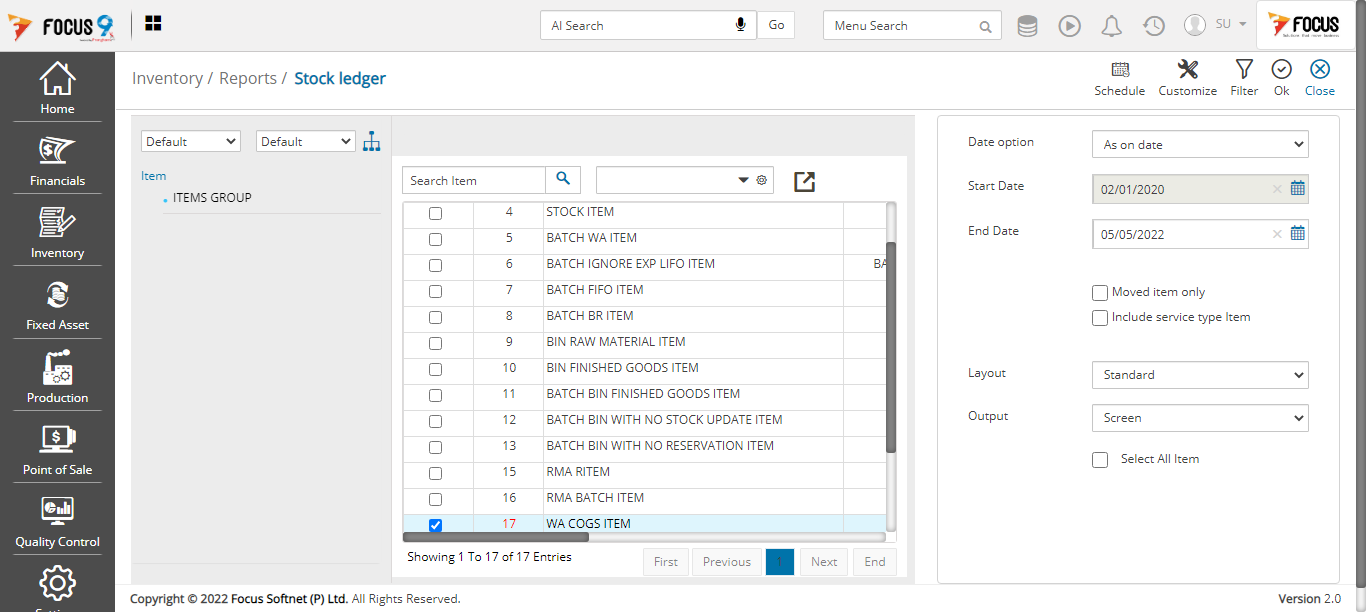 FOCUS 9
AI Search
Go
Menu Search
SU
FOCUS
Home
Financials
Inventory
Fixed Asset
Production
Point of Sale
Quality Control
Inventory / Reports / Stock ledger
Schedule
Customize
Filter
Ok
Close
Default
Default
Item
ITEMS GROUP
Search Item
4 STOCK ITEM
5 BATCH WA ITEM
6 BATCH IGNORE EXP LIFO ITEM BA
7 BATCH FIFO ITEM
8 BATCH BR ITEM
9 BIN RAW MATERIAL ITEM
10 BIN FINISHED GOODS ITEM
11 BATCH BIN FINISHED GOODS ITEM
12 BATCH BIN WITH NO STOCK UPDATE ITEM
13 BATCH BIN WITH NO RESERVATION ITEM
15 RMA RITEM
16 RMA BATCH ITEM
17 WA COGS ITEM
Showing 1 To 17 of 17 Entries
First
Previous
1
Next
End
Date option
As on date
Start Date
02/01/2020
End Date
05/05/2022
Moved item only
Include service type Item
Layout
Standard
Output
Screen
Select All Item
Copyright © 2022 Focus Softnet (P) Ltd. All Rights Reserved.
Version 2.0